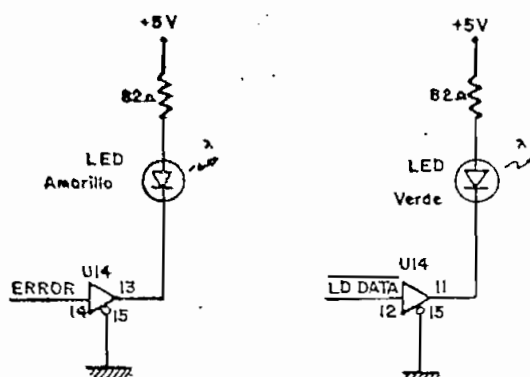 +5V
82Ω
LED
Amarillo
λ
U14
ERROR
13
14
15
+5V
82Ω
LED
Verde
λ
U14
LD DATA
11
12
15